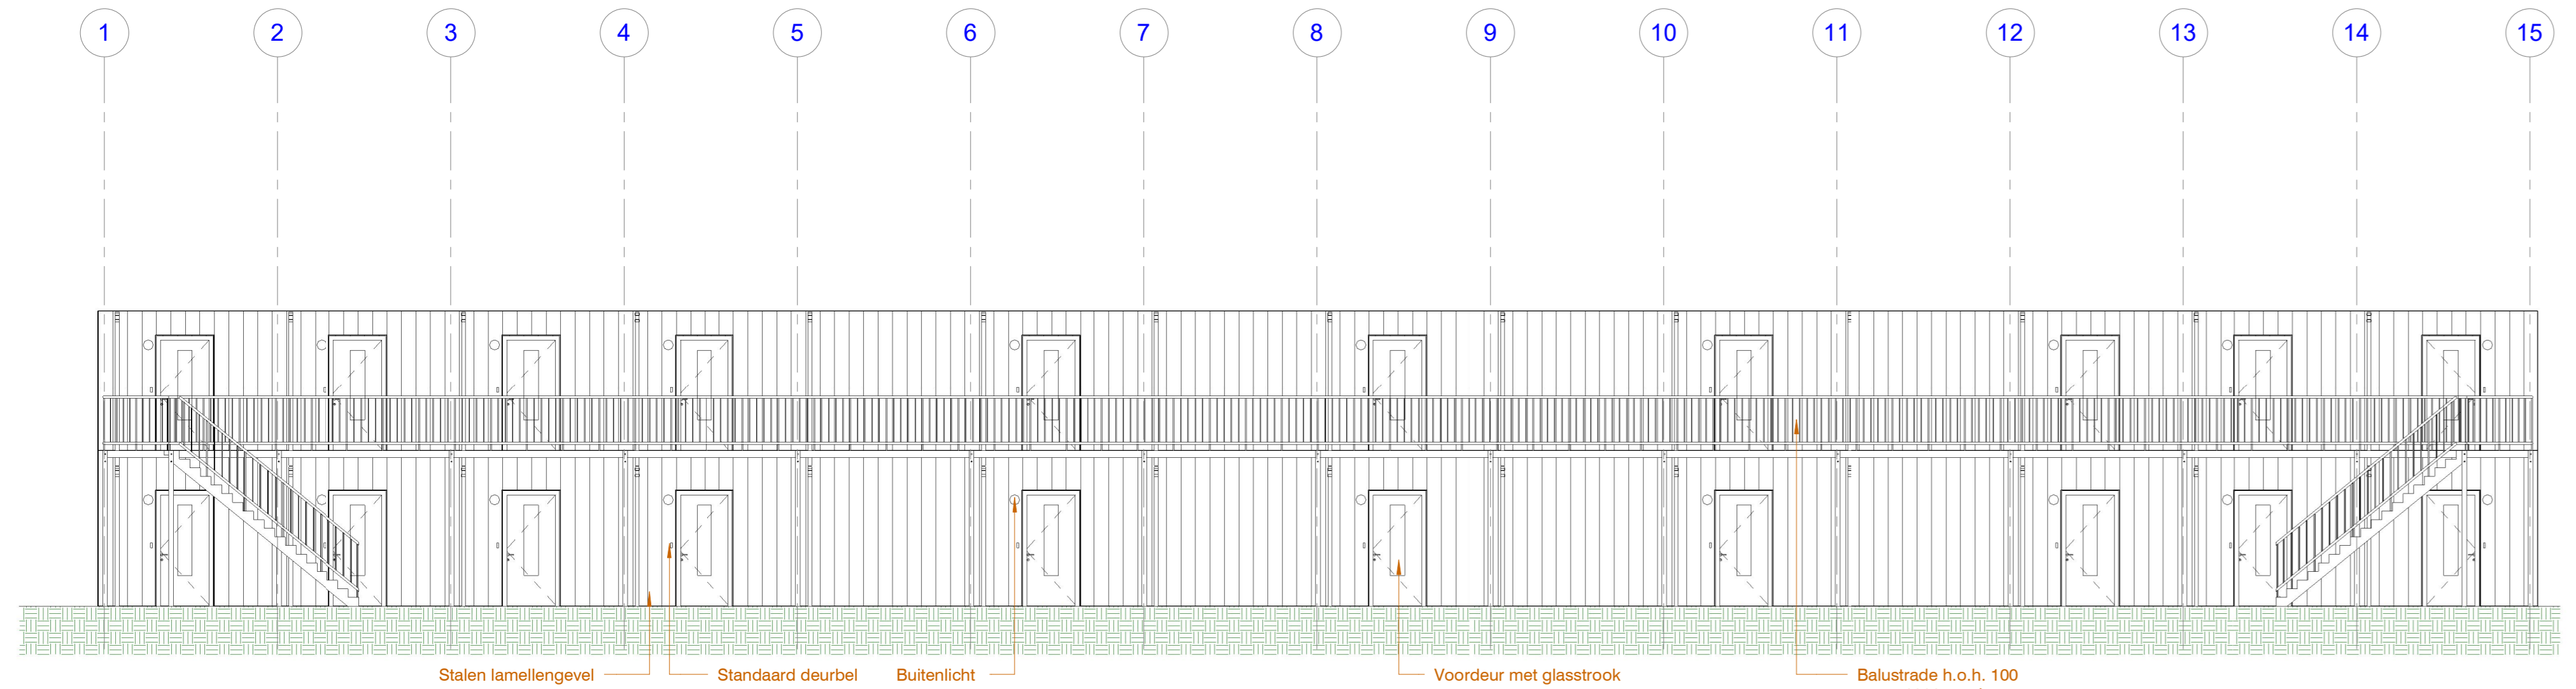 1 2 3 4 5 6 7 8 9 10 11 12 13 14 15
Stalen lamellengevel Standaard deurbel Buitenlicht Voordeur met glasstrook Balustrade h.o.h. 100